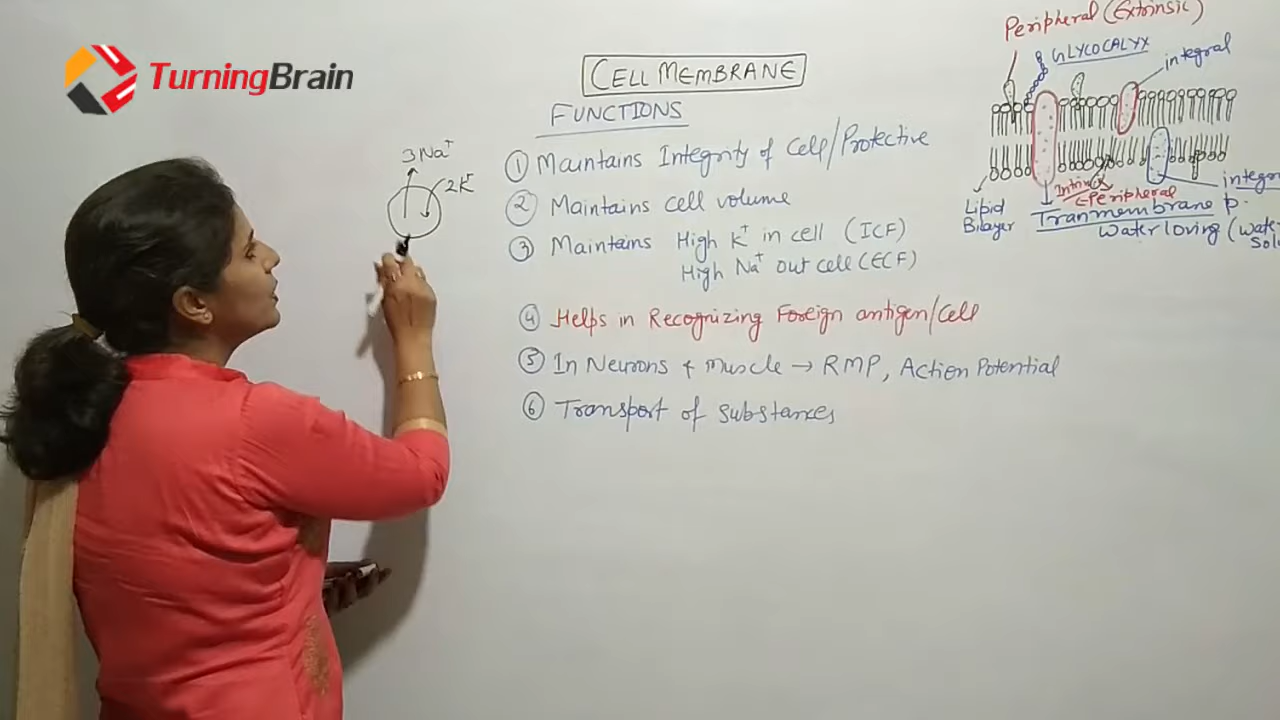 TurningBrain
CELL MEMBRANE
FUNCTIONS
① Maintains Integrity of Cell/Protective
② Maintains cell volume
③ Maintains High K+ in cell (ICF)
High Na+ out cell (ECF)
④ Helps in Recognizing Foreign antigen/Cell
⑤ In Neurons & muscle → RMP, Action Potential
⑥ Transport of substances
3Na+
2K+
Peripheral (Extrinsic)
GLYCOCALYX
integral
Lipid
Bilayer
Peripheral
Tranmembrane p.
Water loving